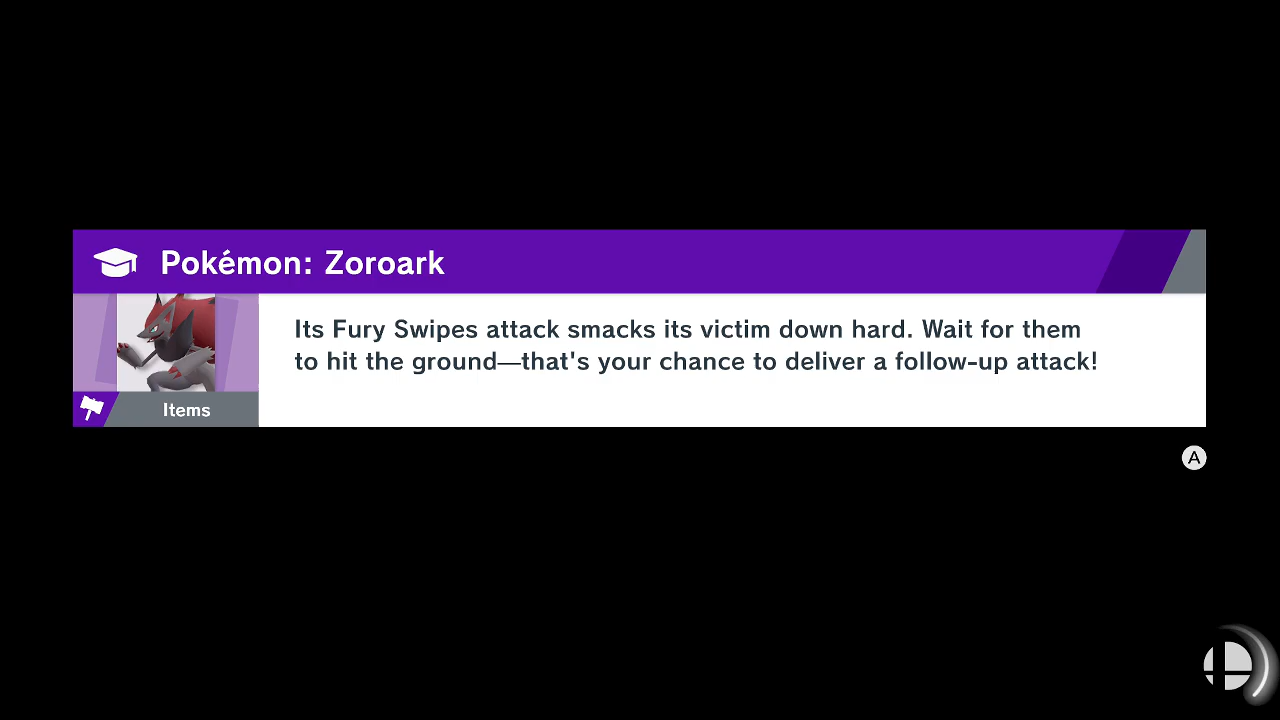 Pokémon: Zoroark
Its Fury Swipes attack smacks its victim down hard. Wait for them
to hit the ground—that's your chance to deliver a follow-up attack!
Items
A